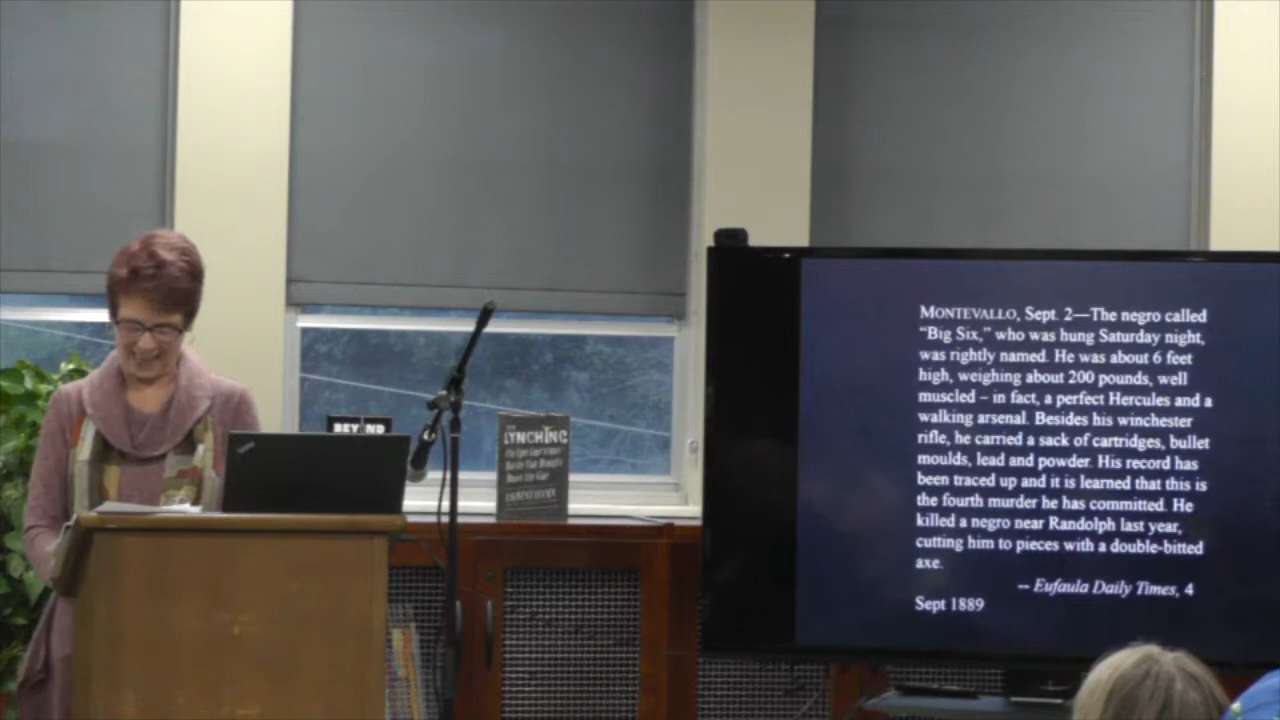 MONTEVALLO, Sept. 2—The negro called
“Big Six,” who was hung Saturday night,
was rightly named. He was about 6 feet
high, weighing about 200 pounds, well
muscled – in fact, a perfect Hercules and a
walking arsenal. Besides his winchester
rifle, he carried a sack of cartridges, bullet
moulds, lead and powder. His record has
been traced up and it is learned that this is
the fourth murder he has committed. He
killed a negro near Randolph last year,
cutting him to pieces with a double-bitted
axe.
-- Eufaula Daily Times, 4
Sept 1889
BEYOND
THE
LYNCHING